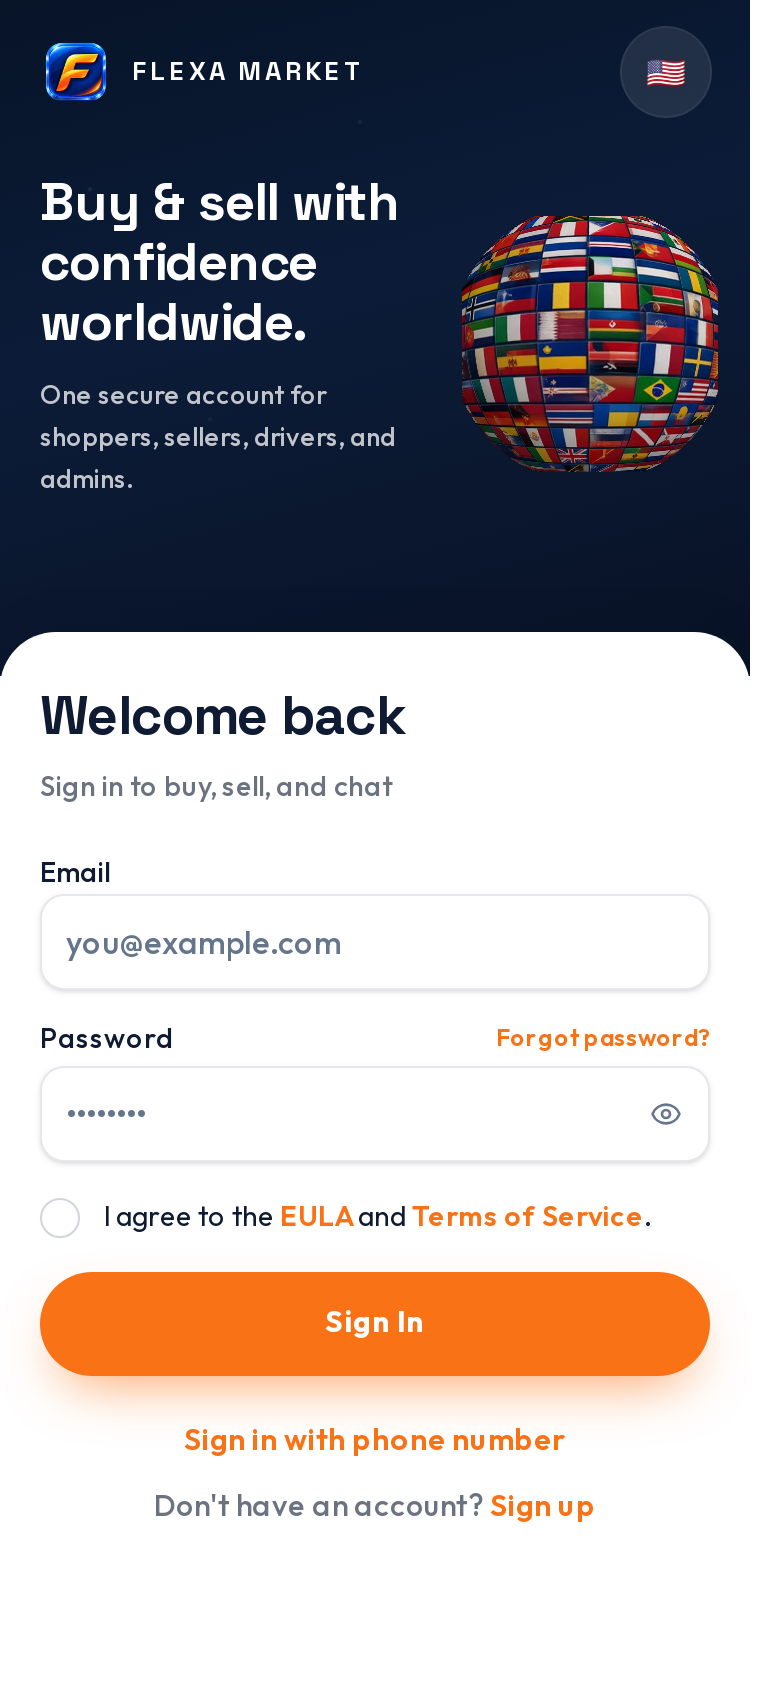 FLEXA MARKET
Buy & sell with
confidence
worldwide.
One secure account for
shoppers, sellers, drivers, and
admins.
Welcome back
Sign in to buy, sell, and chat
Email
you@example.com
Password
Forgot password?
••••••••
I agree to the EULA and Terms of Service.
Sign In
Sign in with phone number
Don't have an account? Sign up